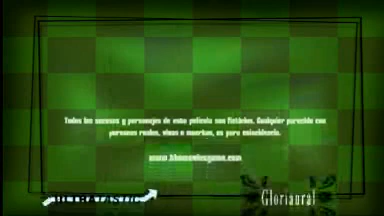 Todos los sucesos y personajes de esta película son ficticios. Cualquier parecido con
personas reales, vivas o muertas, es pura coincidencia.
ULTRATASTIC
Gloriaural